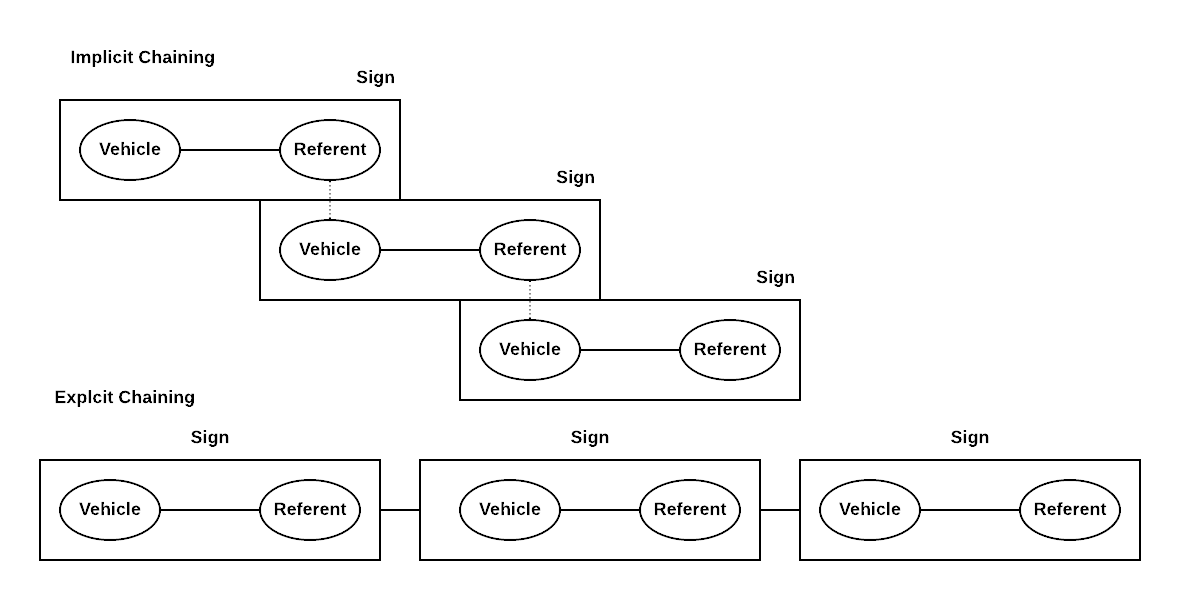 Implicit Chaining
Sign
Vehicle Referent
Sign
Vehicle Referent
Sign
Vehicle Referent
Explcit Chaining
Sign Sign Sign
Vehicle Referent Vehicle Referent Vehicle Referent